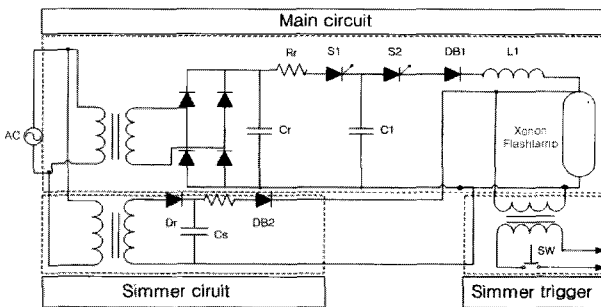 Main circuit
Rr S1 S2 DB1 L1
AC
Cr C1 Xonon
Flashlamp
Dr Cs DB2
SW
Simmer ciruit Simmer trigger